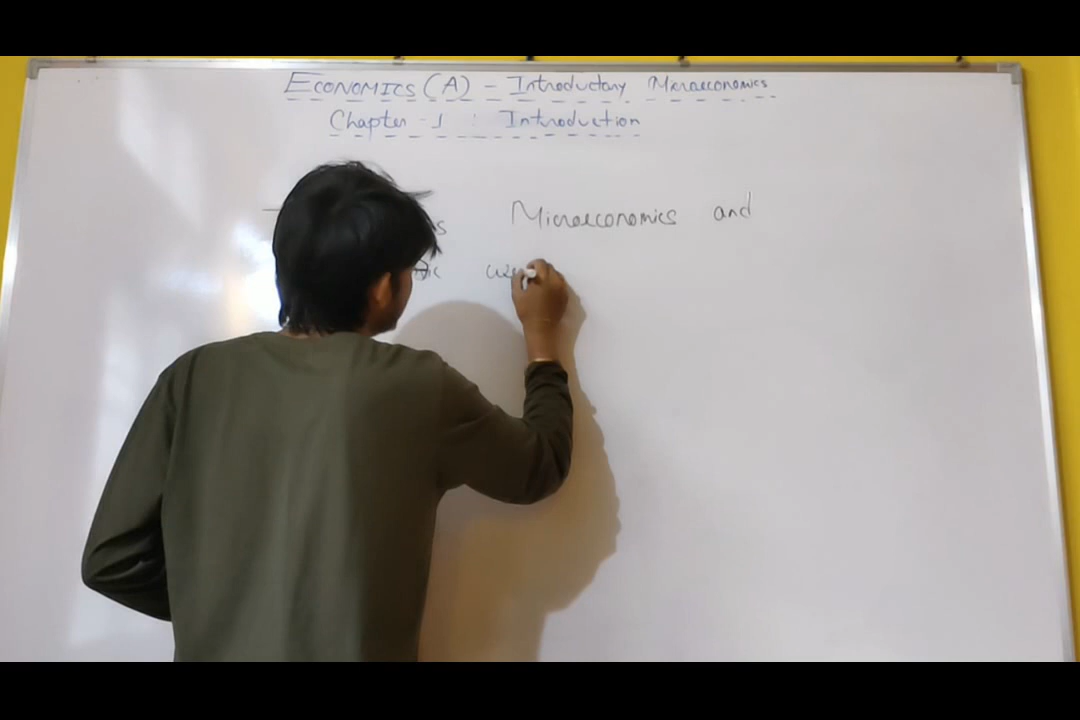 ECONOMICS (A) - Introductory Microeconomics
Chapter - 1 : Introduction
Microeconomics and